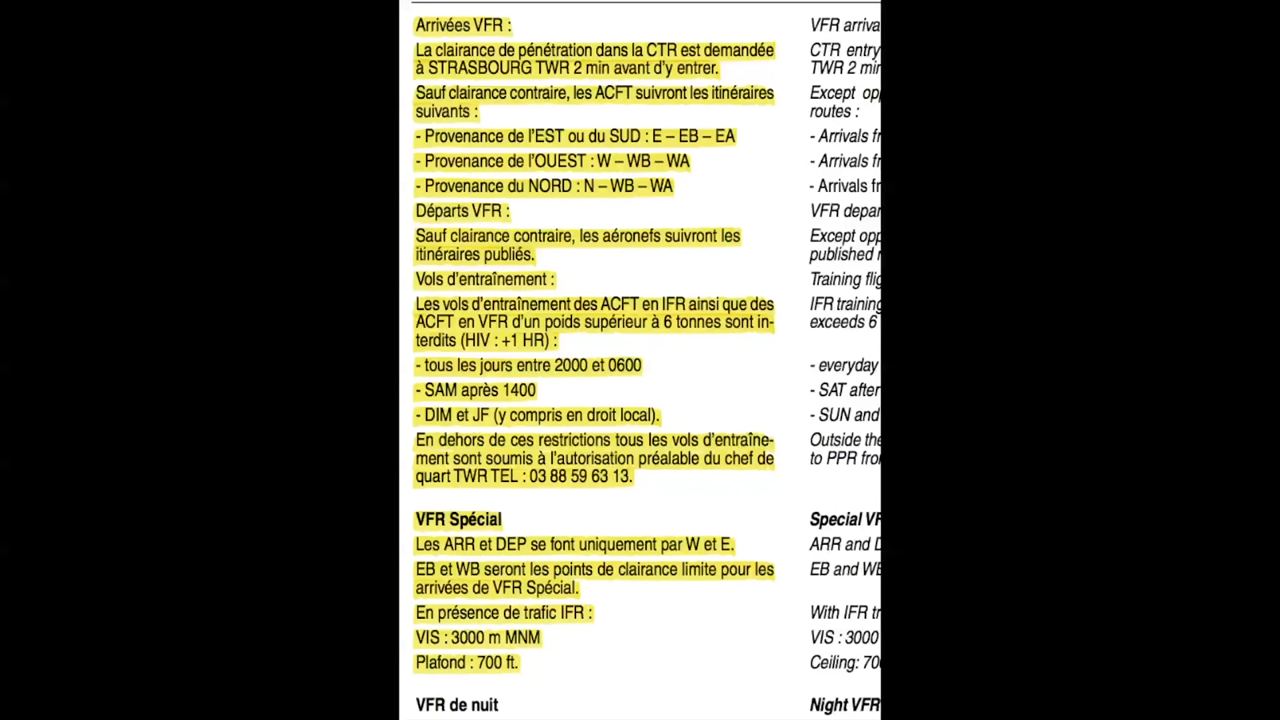 Arrivées VFR :
La clairance de pénétration dans la CTR est demandée
à STRASBOURG TWR 2 min avant d'y entrer.
Sauf clairance contraire, les ACFT suivront les itinéraires
suivants :
- Provenance de l'EST ou du SUD : E – EB – EA
- Provenance de l'OUEST : W – WB – WA
- Provenance du NORD : N – WB – WA
Départs VFR :
Sauf clairance contraire, les aéronefs suivront les
itinéraires publiés.
Vols d'entraînement :
Les vols d'entraînement des ACFT en IFR ainsi que des
ACFT en VFR d'un poids supérieur à 6 tonnes sont in-
terdits (HIV : +1 HR) :
- tous les jours entre 2000 et 0600
- SAM après 1400
- DIM et JF (y compris en droit local).
En dehors de ces restrictions tous les vols d'entraîne-
ment sont soumis à l'autorisation préalable du chef de
quart TWR TEL : 03 88 59 63 13.
VFR Spécial
Les ARR et DEP se font uniquement par W et E.
EB et WB seront les points de clairance limite pour les
arrivées de VFR Spécial.
En présence de trafic IFR :
VIS : 3000 m MNM
Plafond : 700 ft.
VFR de nuit
VFR arriva
CTR entry
TWR 2 min
Except opp
routes :
- Arrivals fr
- Arrivals fr
- Arrivals fr
VFR depar
Except opp
published
Training flig
IFR training
exceeds 6
- everyday
- SAT after
- SUN and
Outside the
to PPR from
Special VF
ARR and D
EB and WB
With IFR tr
VIS : 3000
Ceiling: 700
Night VFR